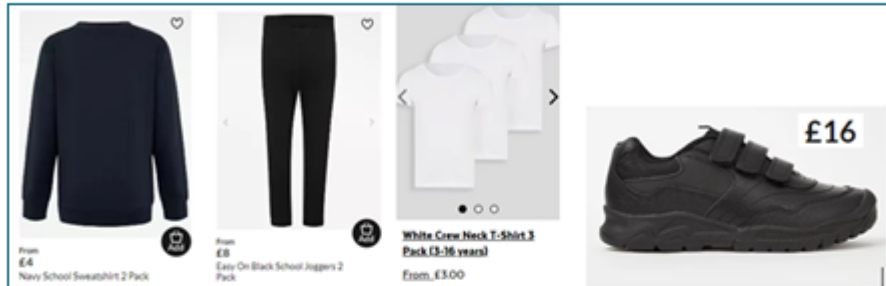 From
£4
Navy School Sweatshirt 2 Pack
Add
From
£8
Easy On Black School Joggers 2
Pack
Add
White Crew Neck T-Shirt 3
Pack (3-16 years)
From £3.00
£16